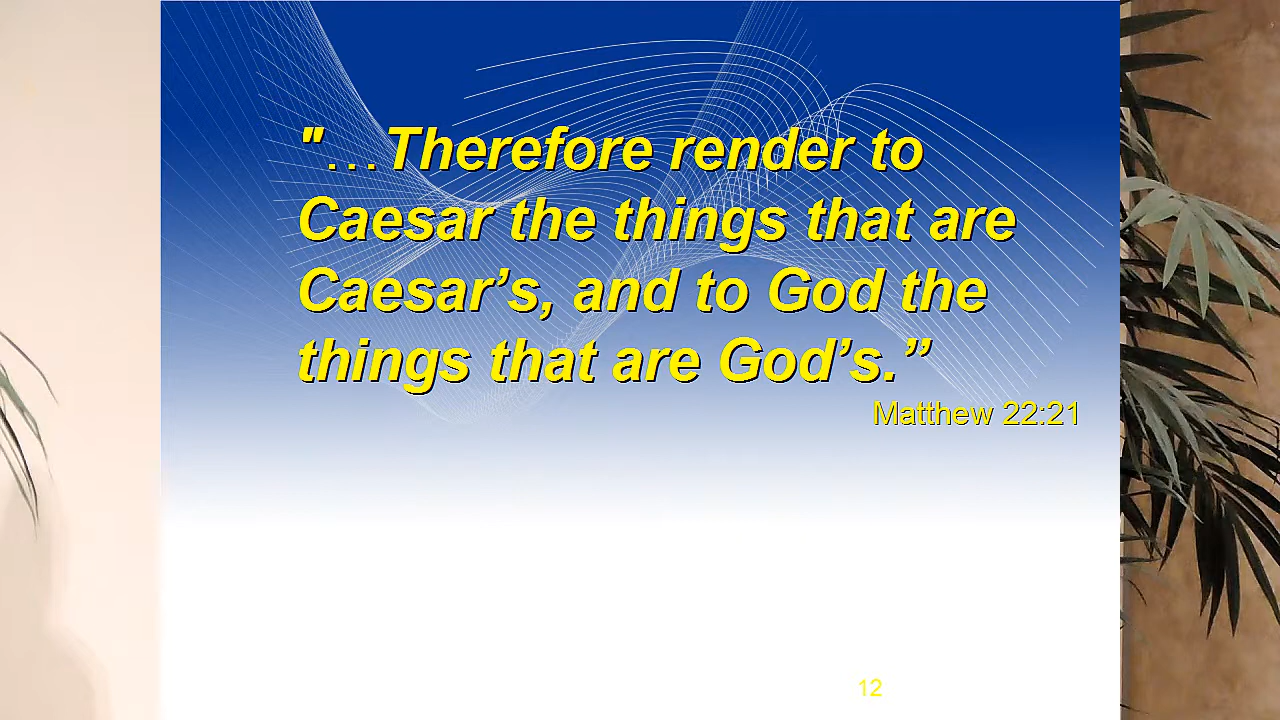 "…Therefore render to
Caesar the things that are
Caesar’s, and to God the
things that are God’s.”
Matthew 22:21
12